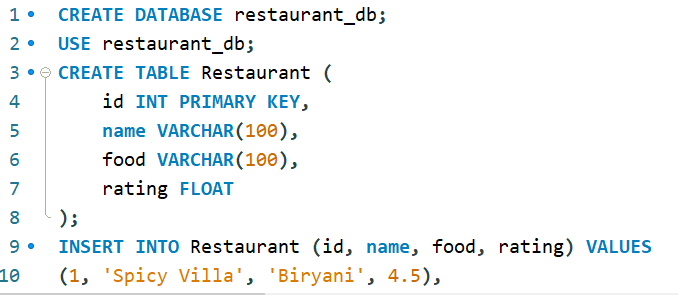 1 CREATE DATABASE restaurant_db;
2 USE restaurant_db;
3 CREATE TABLE Restaurant (
4 id INT PRIMARY KEY,
5 name VARCHAR(100),
6 food VARCHAR(100),
7 rating FLOAT
8 );
9 INSERT INTO Restaurant (id, name, food, rating) VALUES
10 (1, 'Spicy Villa', 'Biryani', 4.5),